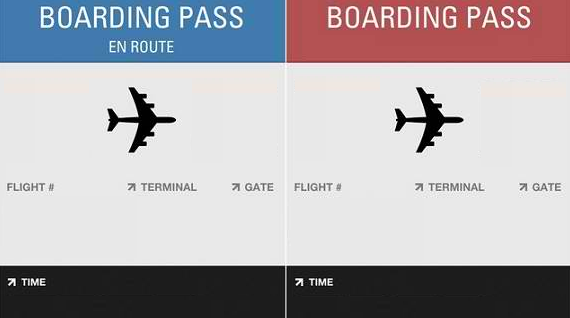 BOARDING PASS
EN ROUTE
FLIGHT #
TERMINAL
GATE
TIME
BOARDING PASS
FLIGHT #
TERMINAL
GATE
TIME